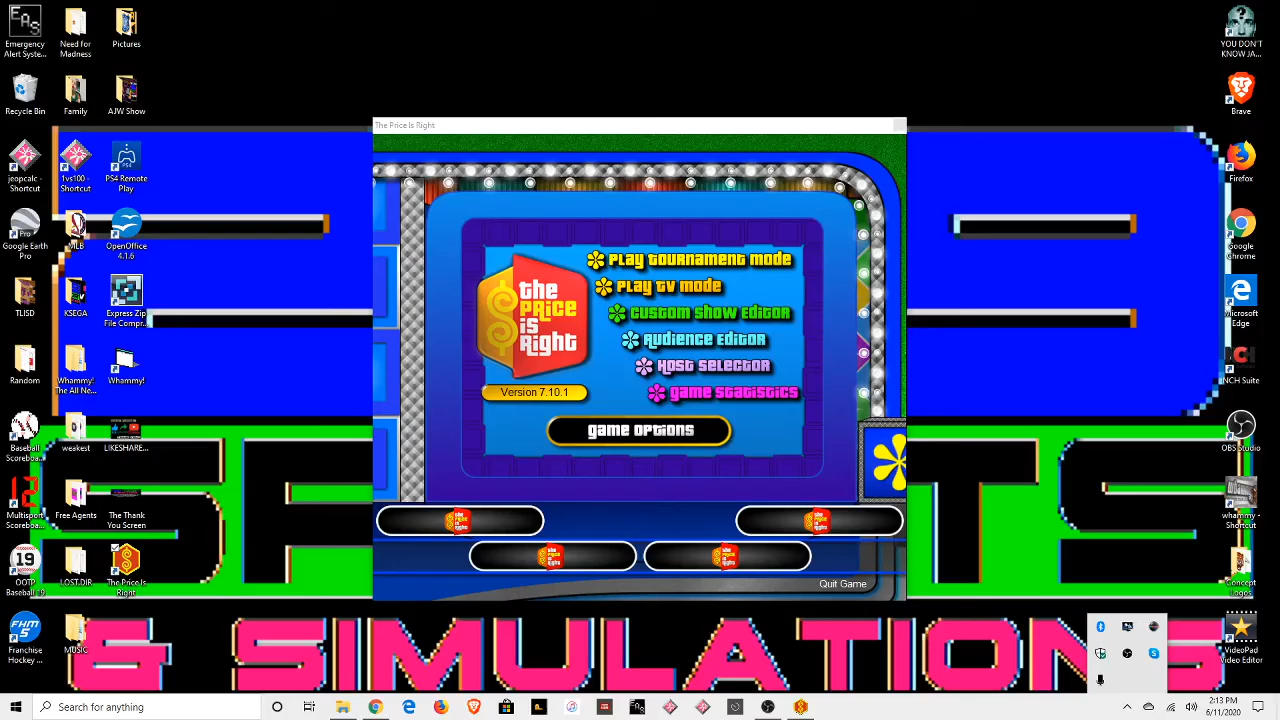 Emergency
Alert Syste...
Need for
Madness
Pictures
Recycle Bin
Family
AJW Show
jeopcalc -
Shortcut
1vs100 -
Shortcut
PS4 Remote
Play
Google Earth
Pro
MLB
OpenOffice
4.1.6
TLISD
KSEGA
Express Zip
File Compr...
Random
Whammy!
The All Ne...
Whammy!
Baseball
Scoreboa...
weakest
LIKESHARE...
Multisport
Scoreboa...
Free Agents
The Thank
You Screen
OOTP
Baseball 19
LOST.DIR
The Price Is
Right
Franchise
Hockey ...
MUSIC
The Price Is Right
the
PRice
is
Right
Version 7.10.1
Play tournament mode
Play tv mode
custom show Editor
Audience Editor
Host selector
game statistics
game options
Quit Game
YOU DON'T
KNOW JA...
Brave
Firefox
Google
Chrome
Microsoft
Edge
NCH Suite
OBS Studio
whammy -
Shortcut
Concept
Logos
VideoPad
Video Editor
& SIMULATIONS
Search for anything
2:13 PM
6/11/2020